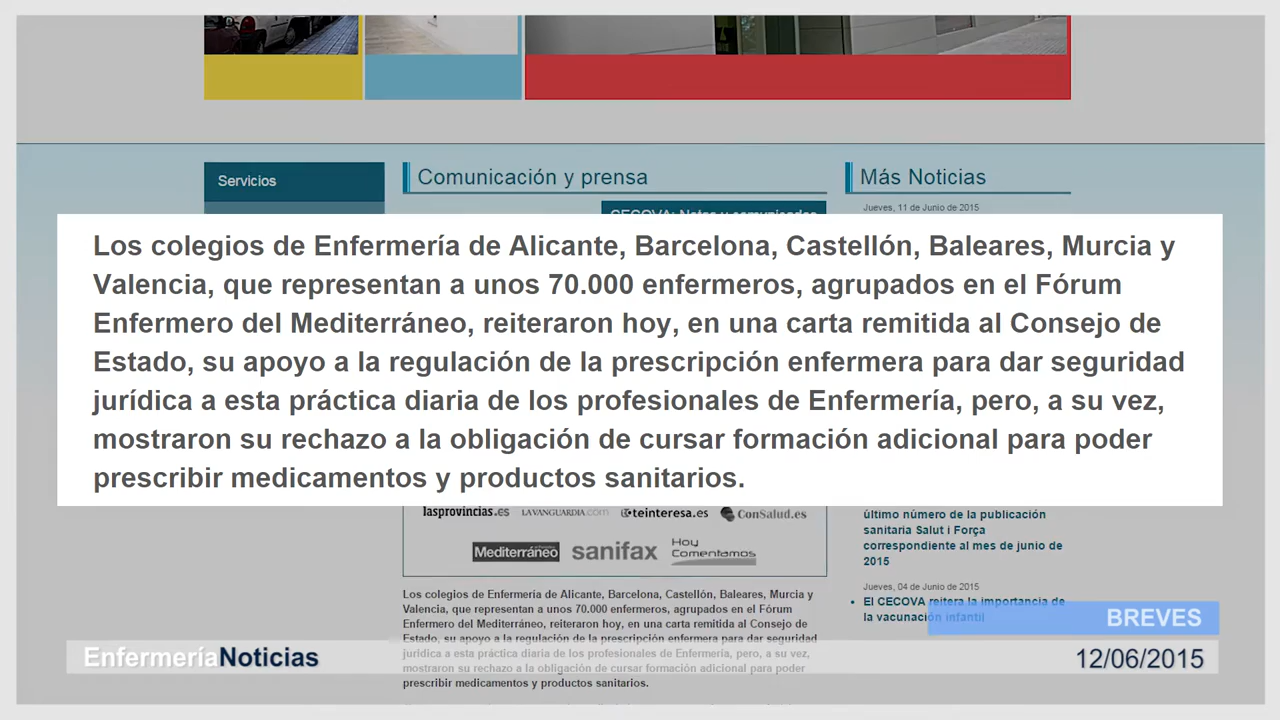 Servicios
Comunicación y prensa
Más Noticias
CECOVA: Notas y comunicados
Jueves, 11 de Junio de 2015
Los colegios de Enfermería de Alicante, Barcelona, Castellón, Baleares, Murcia y
Valencia, que representan a unos 70.000 enfermeros, agrupados en el Fórum
Enfermero del Mediterráneo, reiteraron hoy, en una carta remitida al Consejo de
Estado, su apoyo a la regulación de la prescripción enfermera para dar seguridad
jurídica a esta práctica diaria de los profesionales de Enfermería, pero, a su vez,
mostraron su rechazo a la obligación de cursar formación adicional para poder
prescribir medicamentos y productos sanitarios.
lasprovincias.es LAVANGUARDIA.com teinteresa.es ConSalud.es
Mediterráneo sanifax Hoy
Comentamos
último número de la publicación
sanitaria Salut i Força
correspondiente al mes de junio de
2015
Jueves, 04 de Junio de 2015
• El CECOVA reitera la importancia de
la vacunación infantil
Los colegios de Enfermería de Alicante, Barcelona, Castellón, Baleares, Murcia y
Valencia, que representan a unos 70.000 enfermeros, agrupados en el Fórum
Enfermero del Mediterráneo, reiteraron hoy, en una carta remitida al Consejo de
Estado, su apoyo a la regulación de la prescripción enfermera para dar seguridad
jurídica a esta práctica diaria de los profesionales de Enfermería, pero, a su vez,
mostraron su rechazo a la obligación de cursar formación adicional para poder
prescribir medicamentos y productos sanitarios.
BREVES
EnfermeríaNoticias
12/06/2015